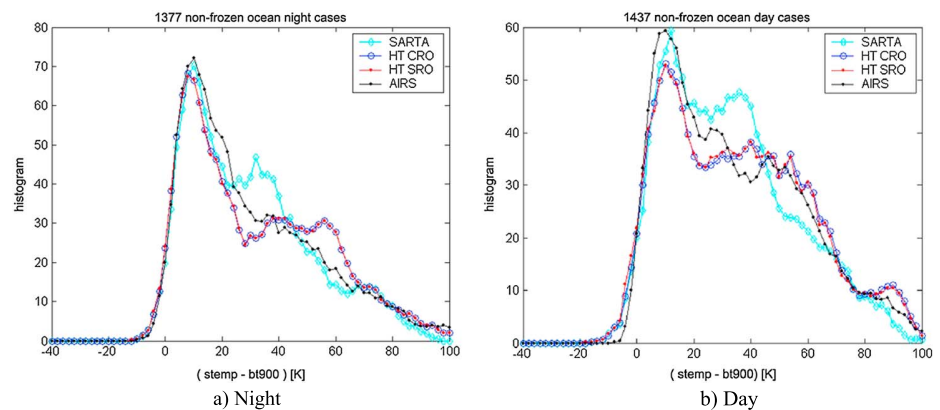 1377 non-frozen ocean night cases
80
70
60
50
40
30
20
10
0
histogram
-40
-20
0
20
40
60
80
100
( stemp - bt900 ) [K]
SARTA
HT CRO
HT SRO
AIRS
a) Night
1437 non-frozen ocean day cases
60
50
40
30
20
10
0
histogram
-40
-20
0
20
40
60
80
100
( stemp - bt900) [K]
SARTA
HT CRO
HT SRO
AIRS
b) Day